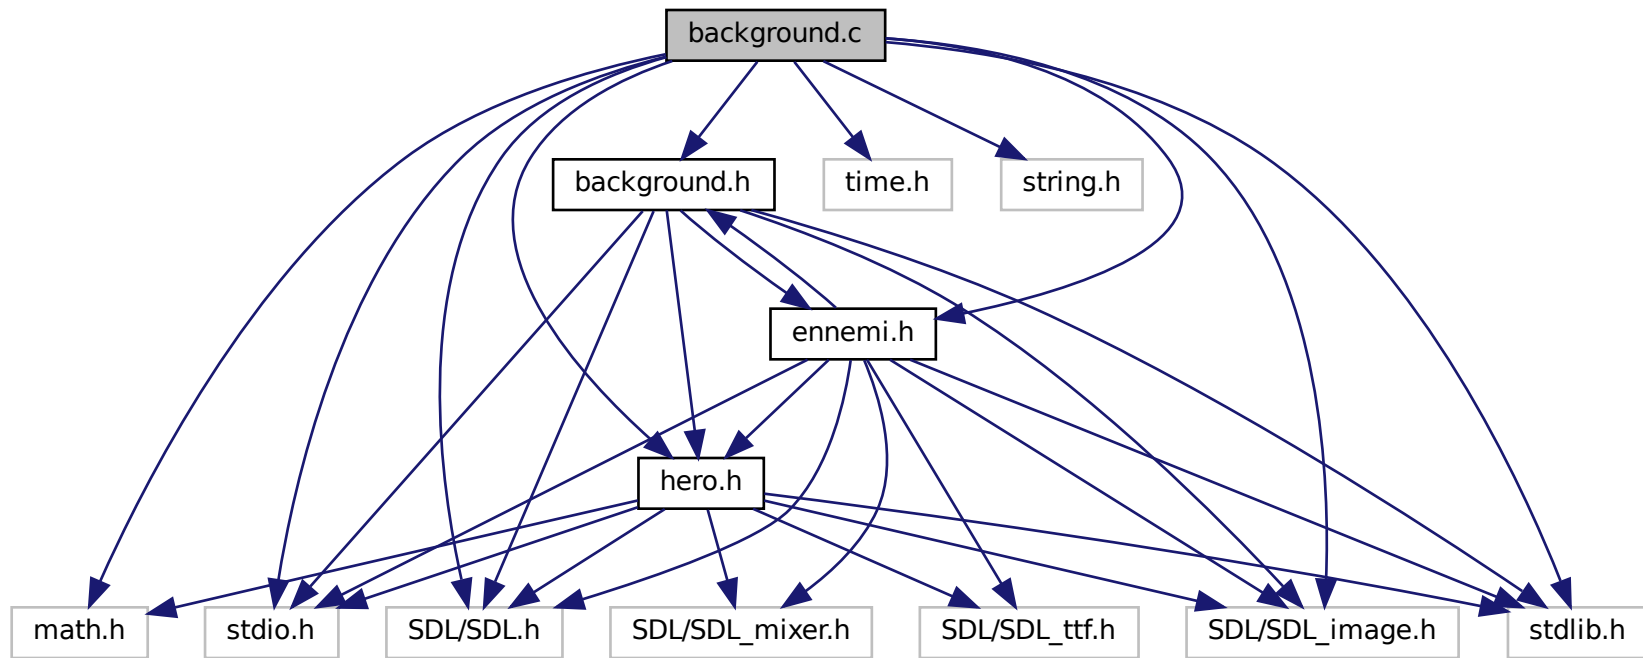 background.c
background.h
time.h
string.h
ennemi.h
hero.h
math.h
stdio.h
SDL/SDL.h
SDL/SDL_mixer.h
SDL/SDL_ttf.h
SDL/SDL_image.h
stdlib.h